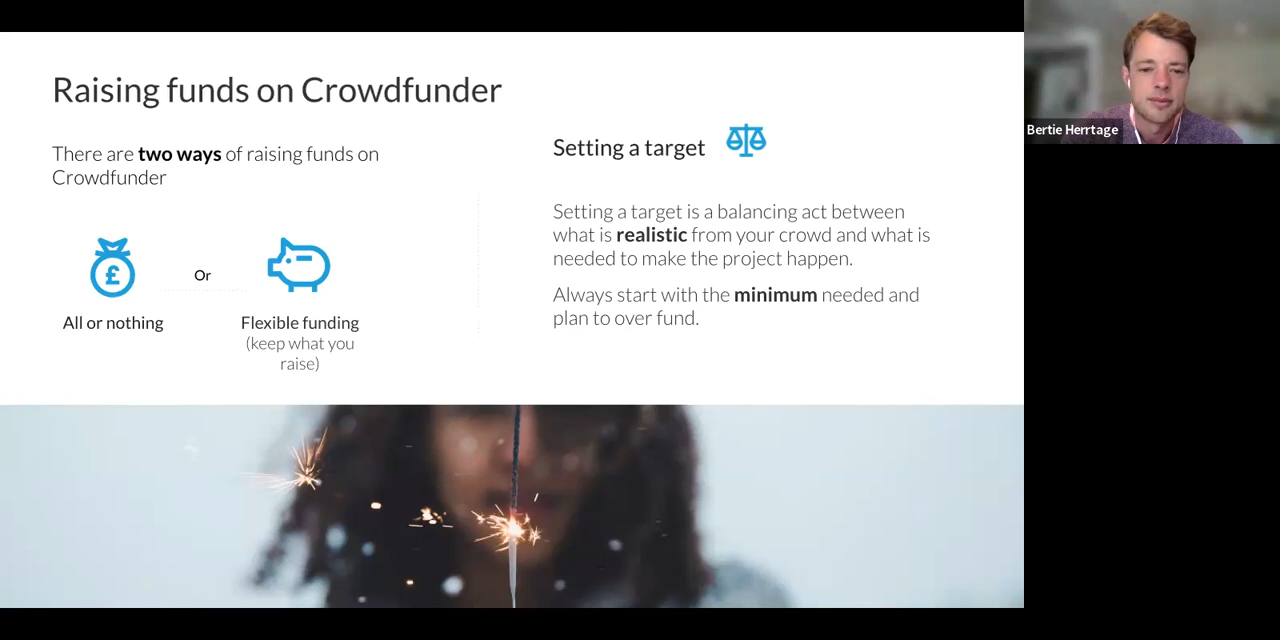 Raising funds on Crowdfunder
There are two ways of raising funds on
Crowdfunder
£
Or
All or nothing
Flexible funding
(keep what you
raise)
Setting a target
Setting a target is a balancing act between
what is realistic from your crowd and what is
needed to make the project happen.
Always start with the minimum needed and
plan to over fund.
Bertie Herrtage